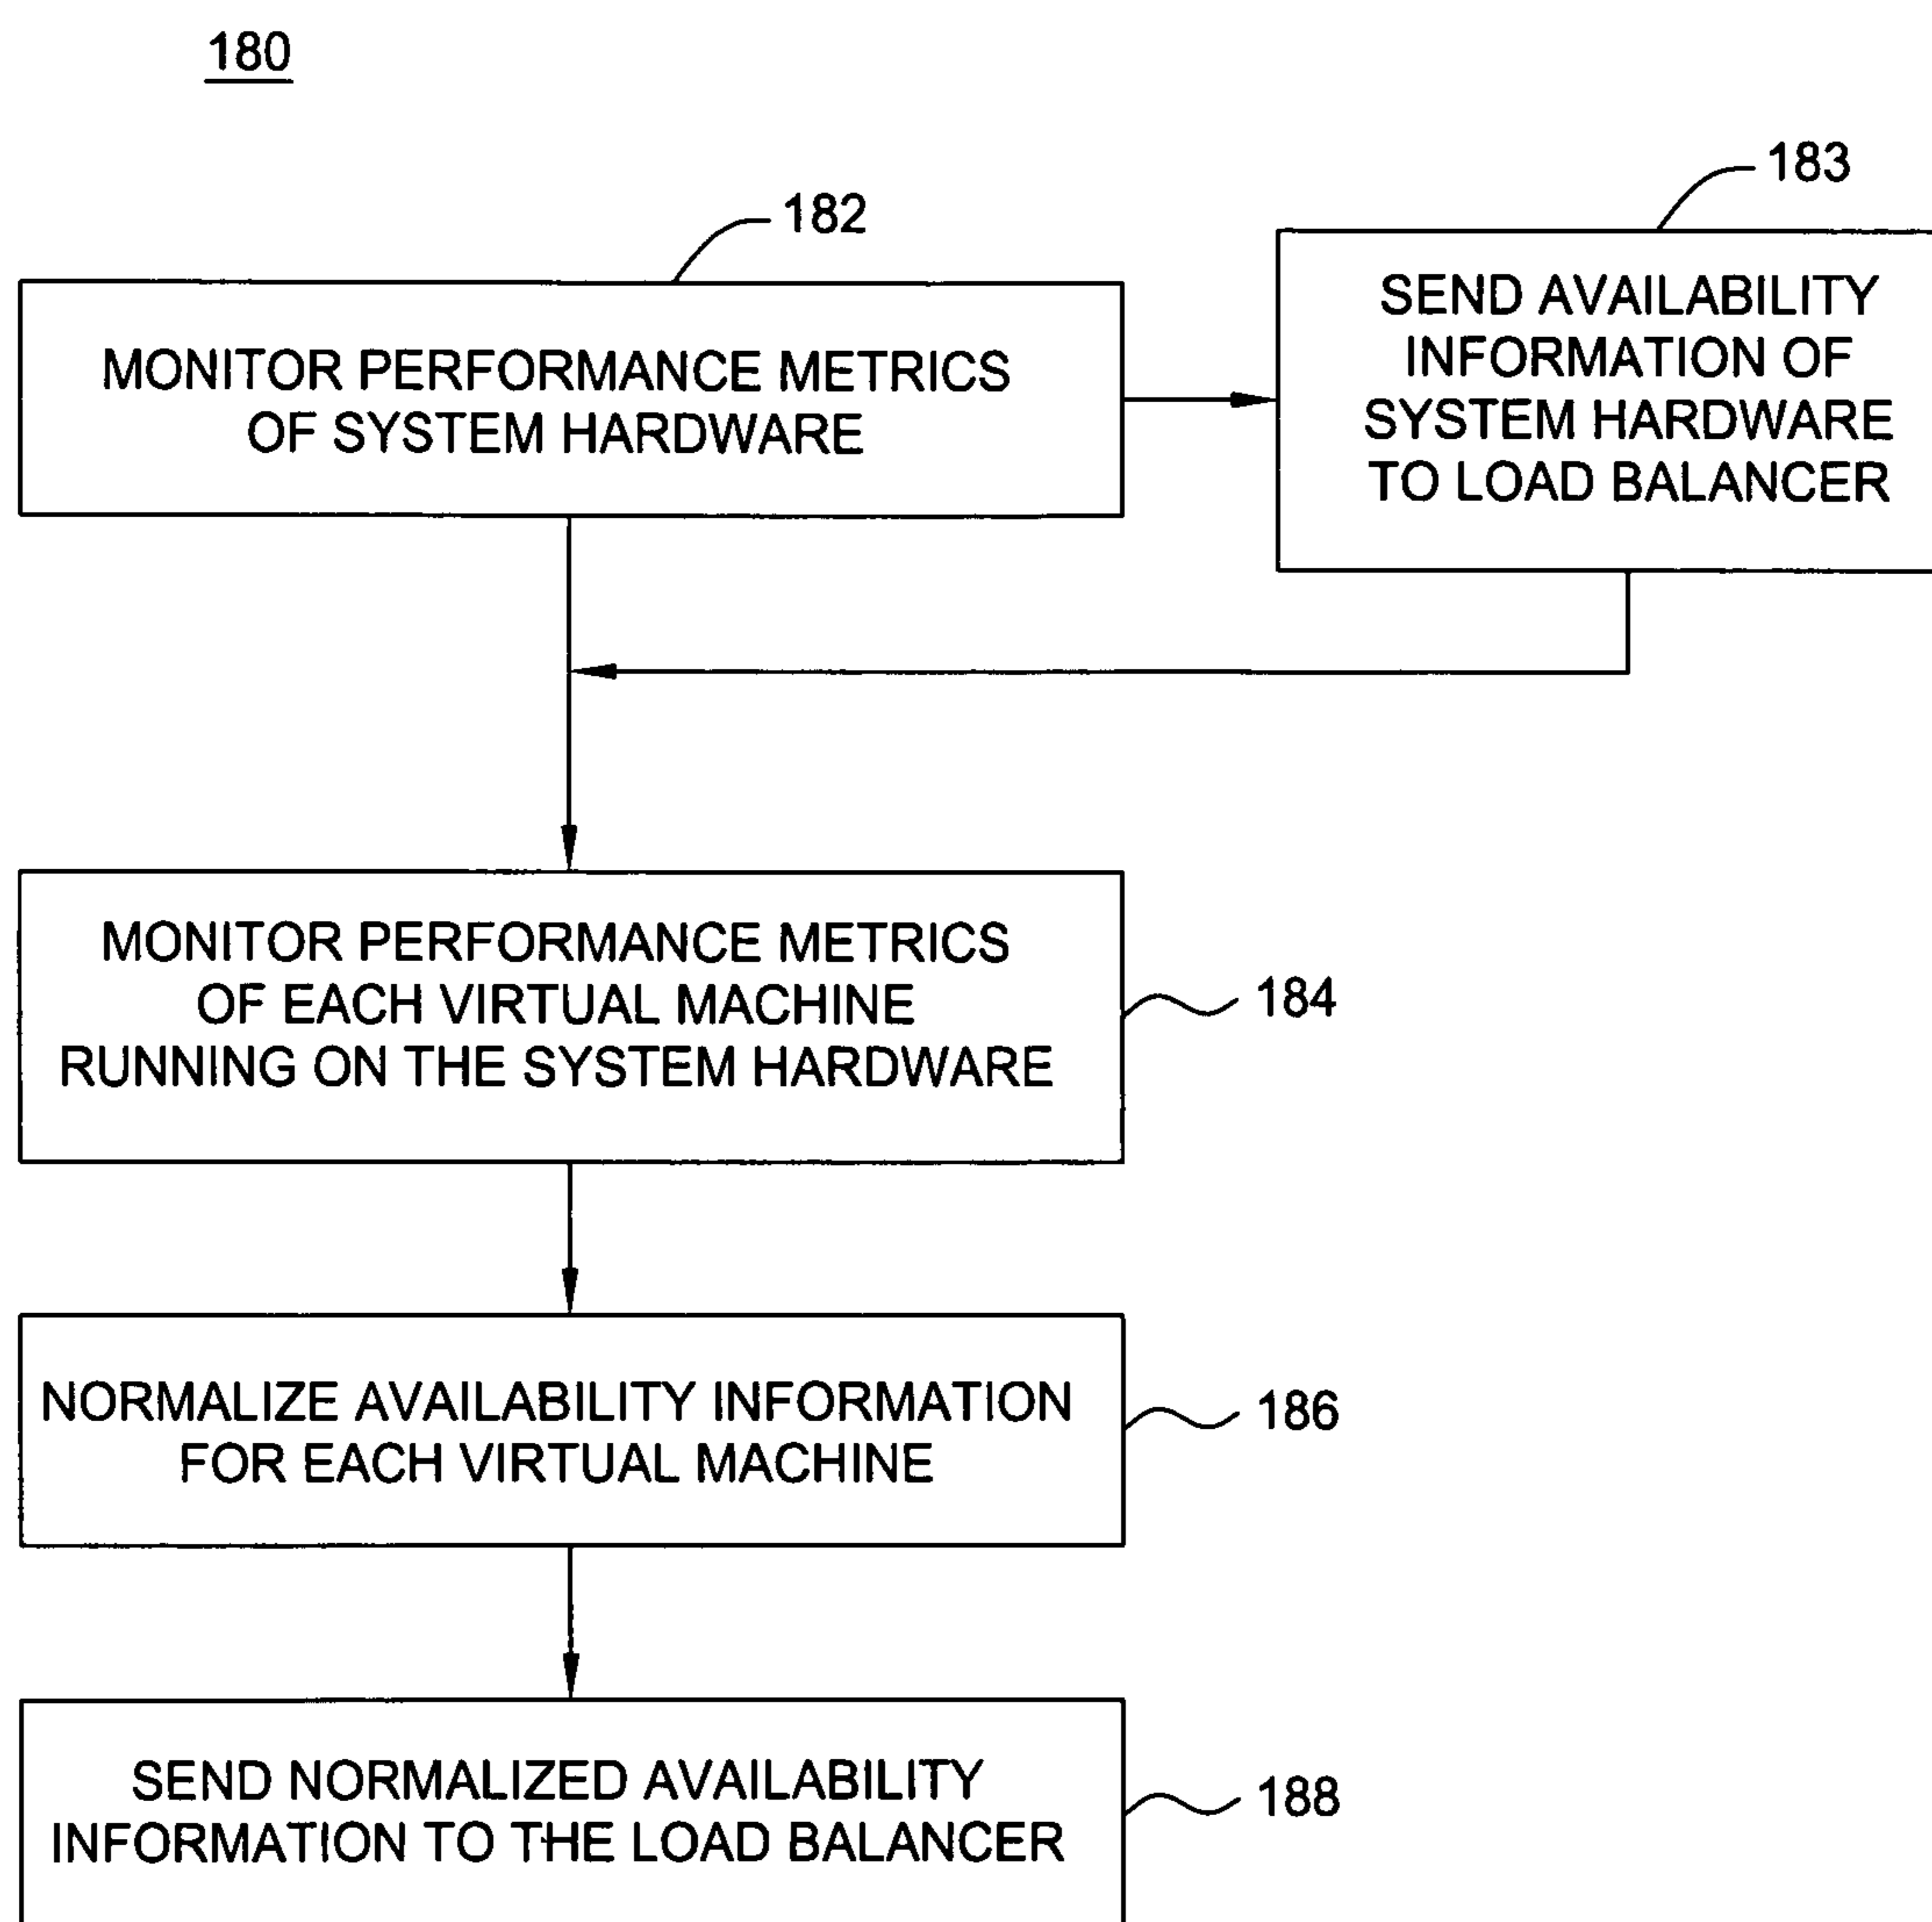 180
182
183
MONITOR PERFORMANCE METRICS
OF SYSTEM HARDWARE
SEND AVAILABILITY
INFORMATION OF
SYSTEM HARDWARE
TO LOAD BALANCER
MONITOR PERFORMANCE METRICS
OF EACH VIRTUAL MACHINE
RUNNING ON THE SYSTEM HARDWARE
184
NORMALIZE AVAILABILITY INFORMATION
FOR EACH VIRTUAL MACHINE
186
SEND NORMALIZED AVAILABILITY
INFORMATION TO THE LOAD BALANCER
188